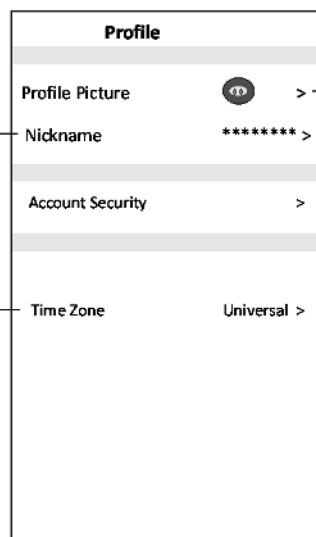 Profile
Profile Picture >
Nickname ******** >
Account Security >
Time Zone Universal >